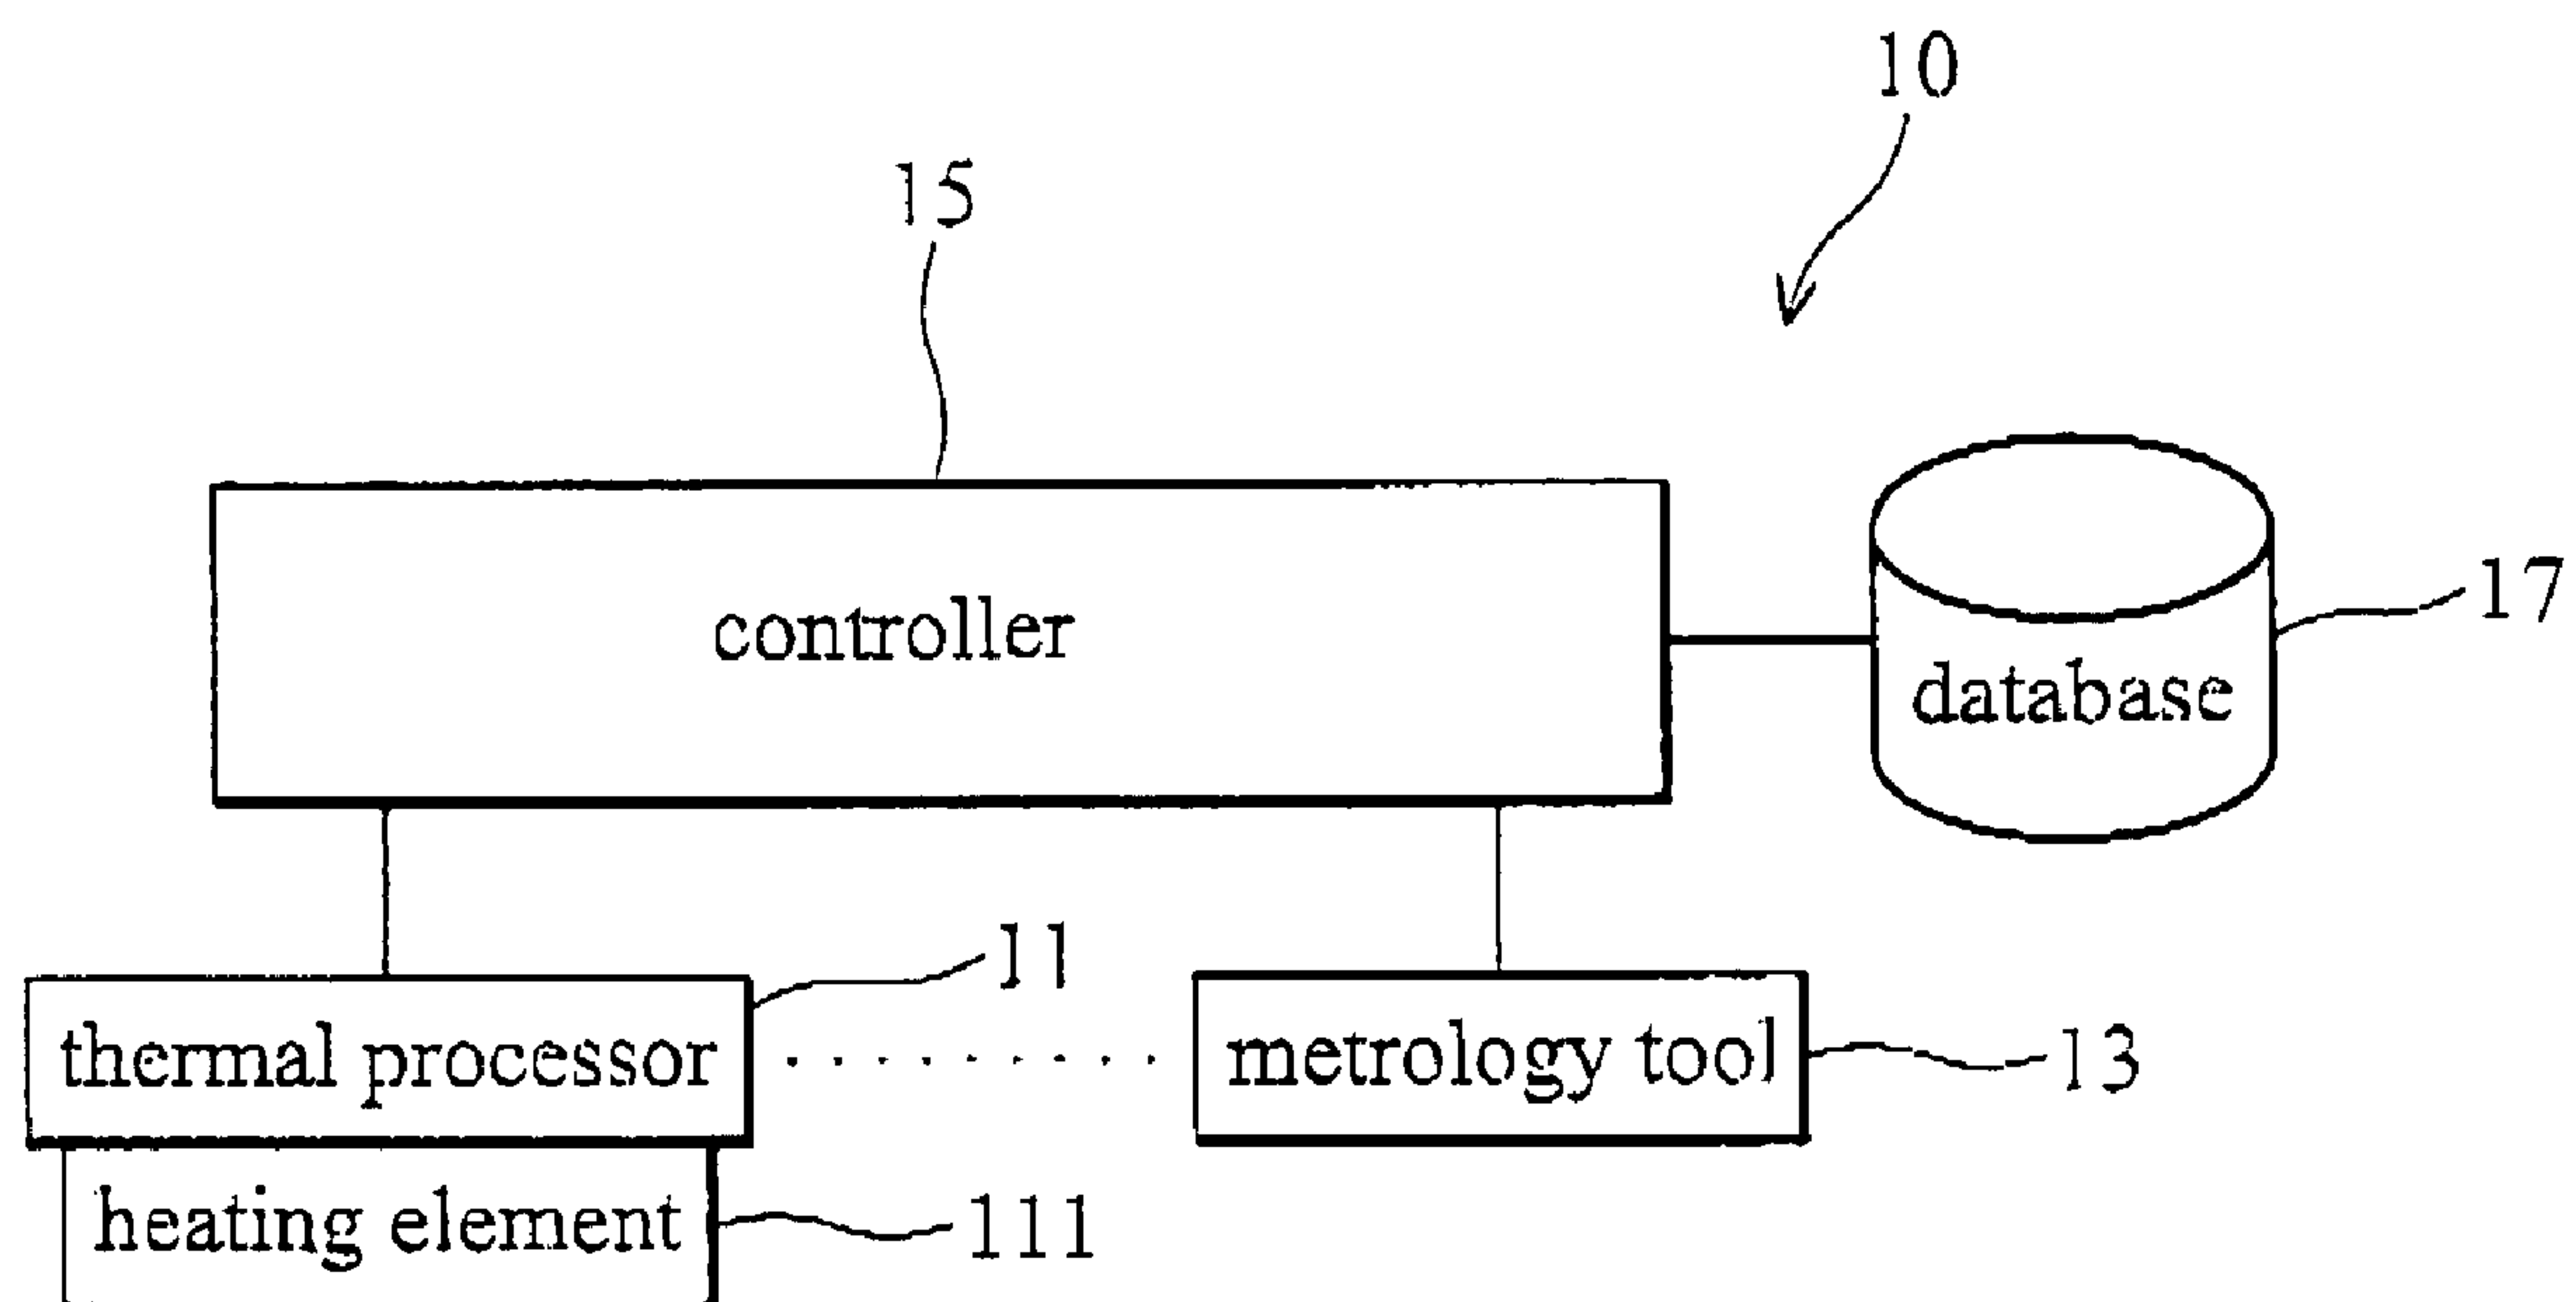 10
15
controller
17
database
11
thermal processor
metrology tool
13
heating element
111